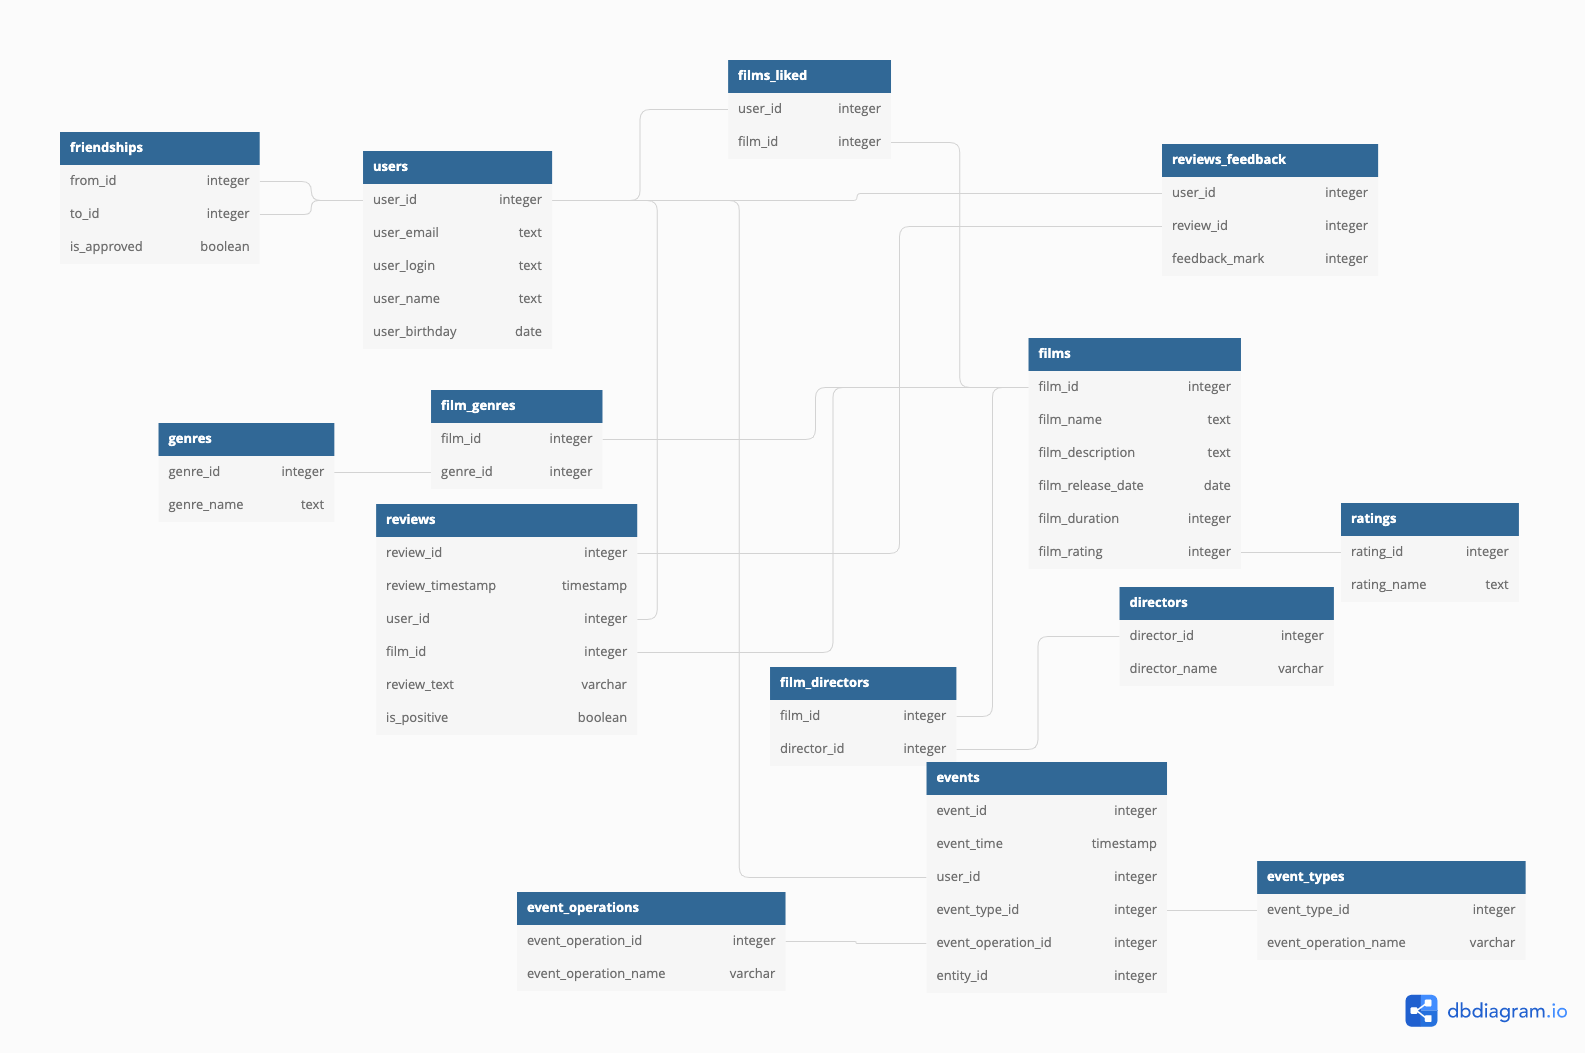 films_liked
user_id integer
film_id integer
friendships
from_id integer
to_id integer
is_approved boolean
users
user_id integer
user_email text
user_login text
user_name text
user_birthday date
reviews_feedback
user_id integer
review_id integer
feedback_mark integer
films
film_id integer
film_name text
film_description text
film_release_date date
film_duration integer
film_rating integer
film_genres
film_id integer
genre_id integer
genres
genre_id integer
genre_name text
reviews
review_id integer
review_timestamp timestamp
user_id integer
film_id integer
review_text varchar
is_positive boolean
ratings
rating_id integer
rating_name text
directors
director_id integer
director_name varchar
film_directors
film_id integer
director_id integer
events
event_id integer
event_time timestamp
user_id integer
event_type_id integer
event_operation_id integer
entity_id integer
event_types
event_type_id integer
event_operation_name varchar
event_operations
event_operation_id integer
event_operation_name varchar
dbdiagram.io